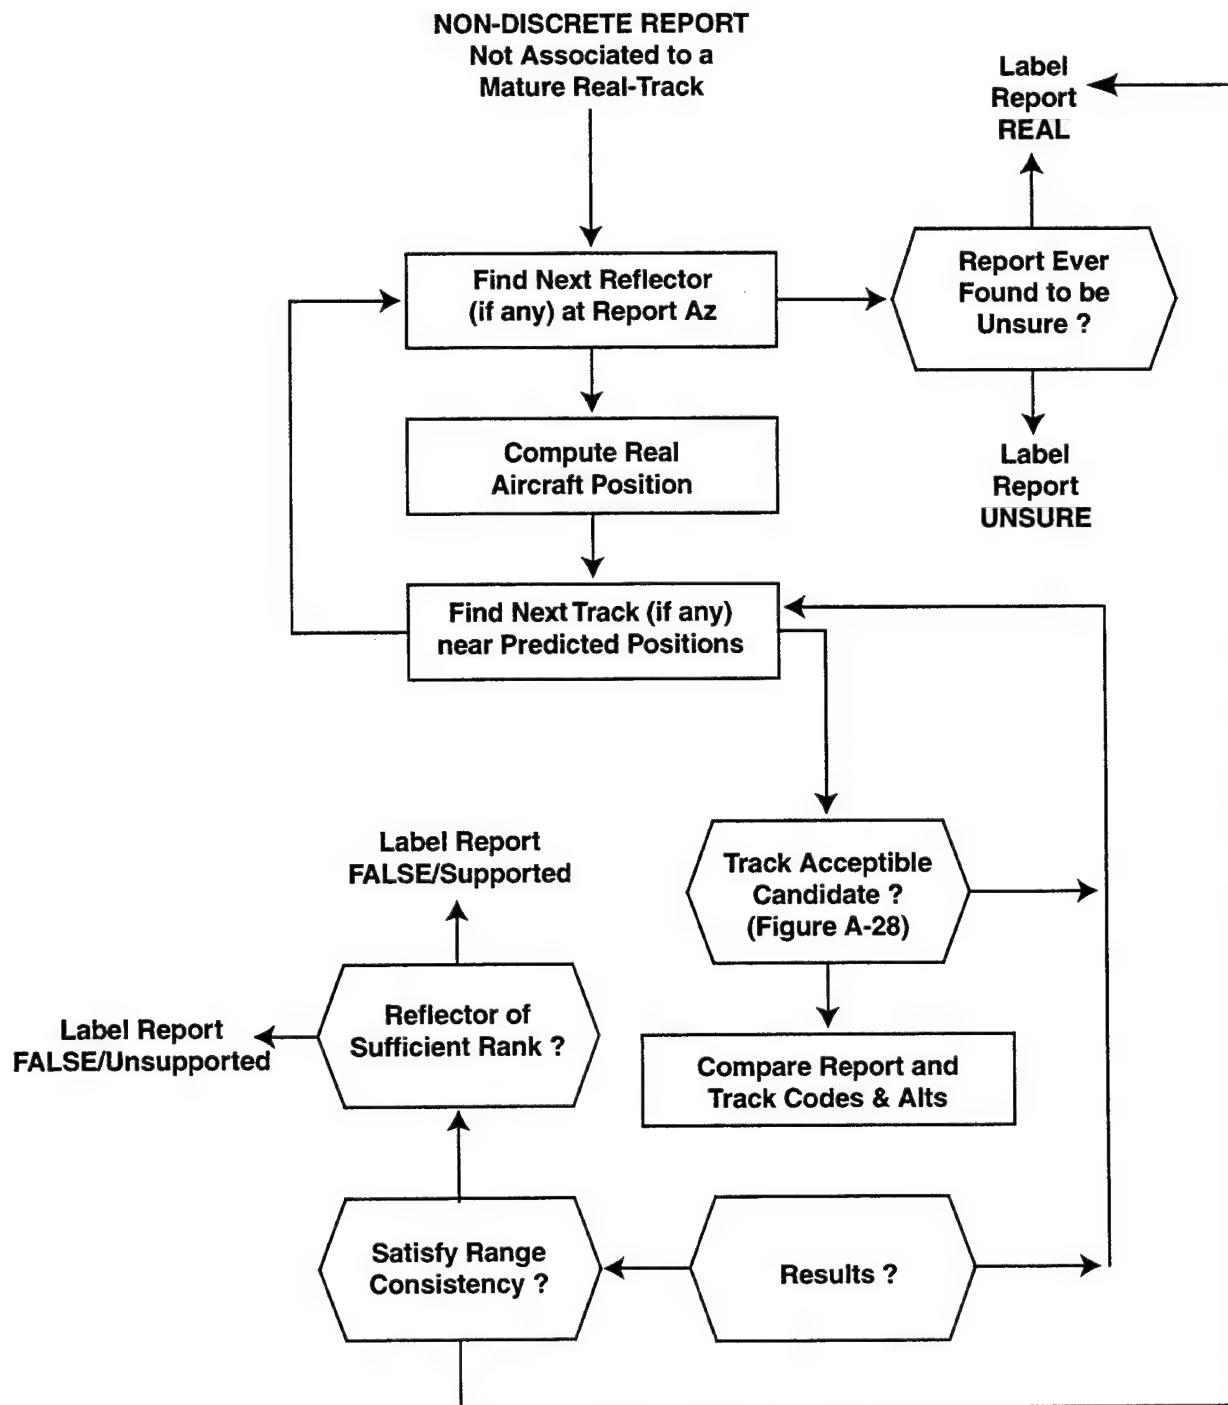 NON-DISCRETE REPORT
Not Associated to a
Mature Real-Track
Label
Report
REAL
Find Next Reflector
(if any) at Report Az
Report Ever
Found to be
Unsure ?
Compute Real
Aircraft Position
Label
Report
UNSURE
Find Next Track (if any)
near Predicted Positions
Label Report
FALSE/Supported
Track Acceptible
Candidate ?
(Figure A-28)
Reflector of
Sufficient Rank ?
Label Report
FALSE/Unsupported
Compare Report and
Track Codes & Alts
Satisfy Range
Consistency ?
Results ?